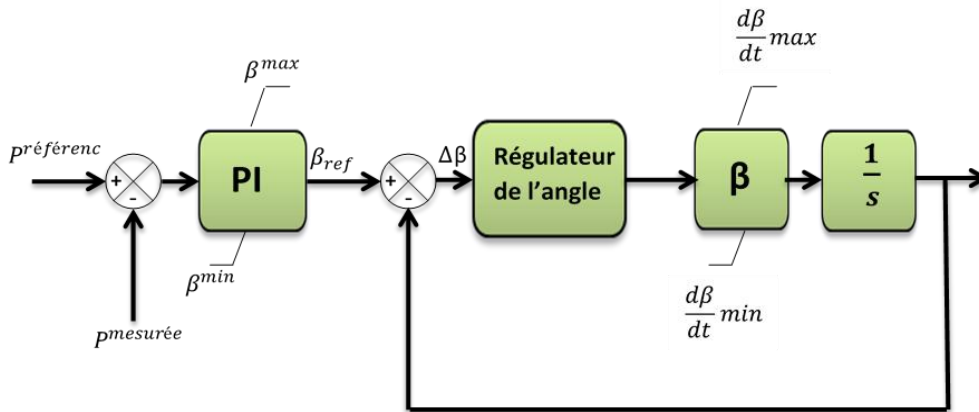 β^max
dβ/dt max
P^référenc
+
-
PI
β_ref
+
-
Δβ
Régulateur
de l'angle
β
1/s
β^min
dβ/dt min
P^mesurée